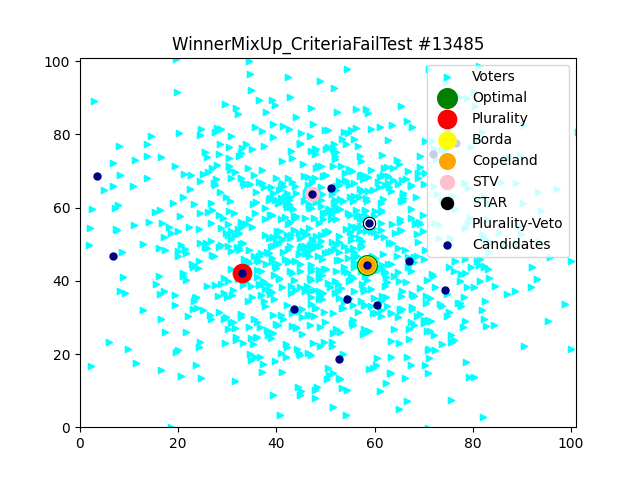 WinnerMixUp_CriteriaFailTest #13485
100
80
60
40
20
0
0
20
40
60
80
100
Voters
Optimal
Plurality
Borda
Copeland
STV
STAR
Plurality-Veto
Candidates